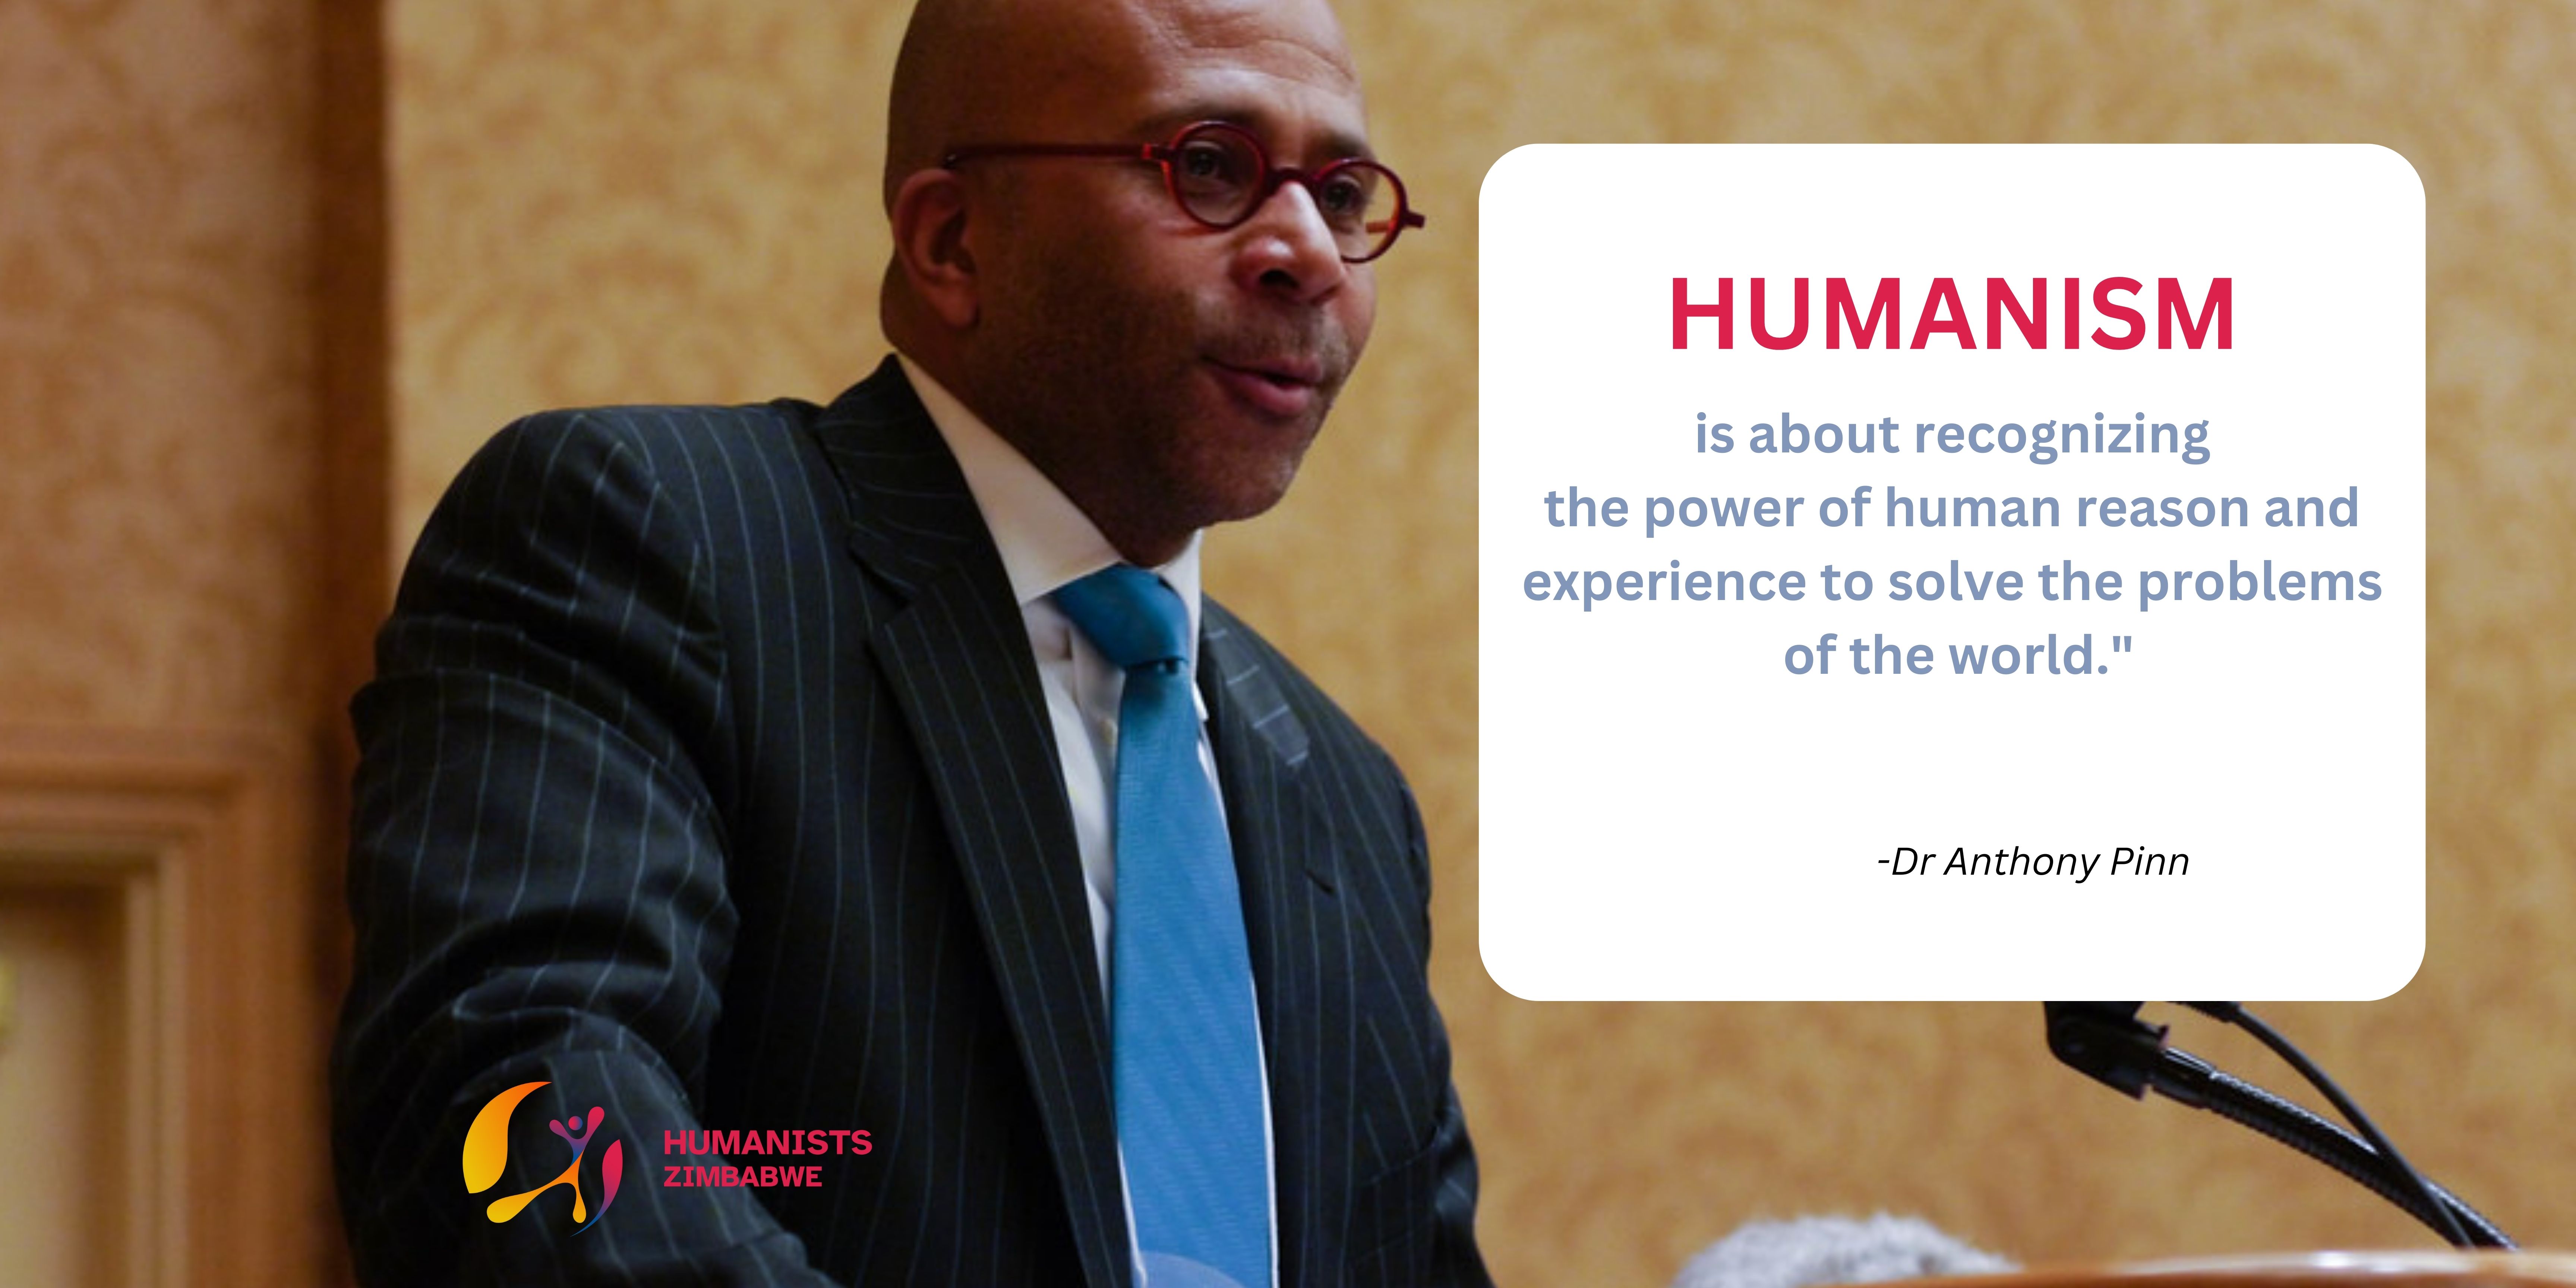 HUMANISM
is about recognizing
the power of human reason and
experience to solve the problems
of the world."
-Dr Anthony Pinn
HUMANISTS
ZIMBABWE